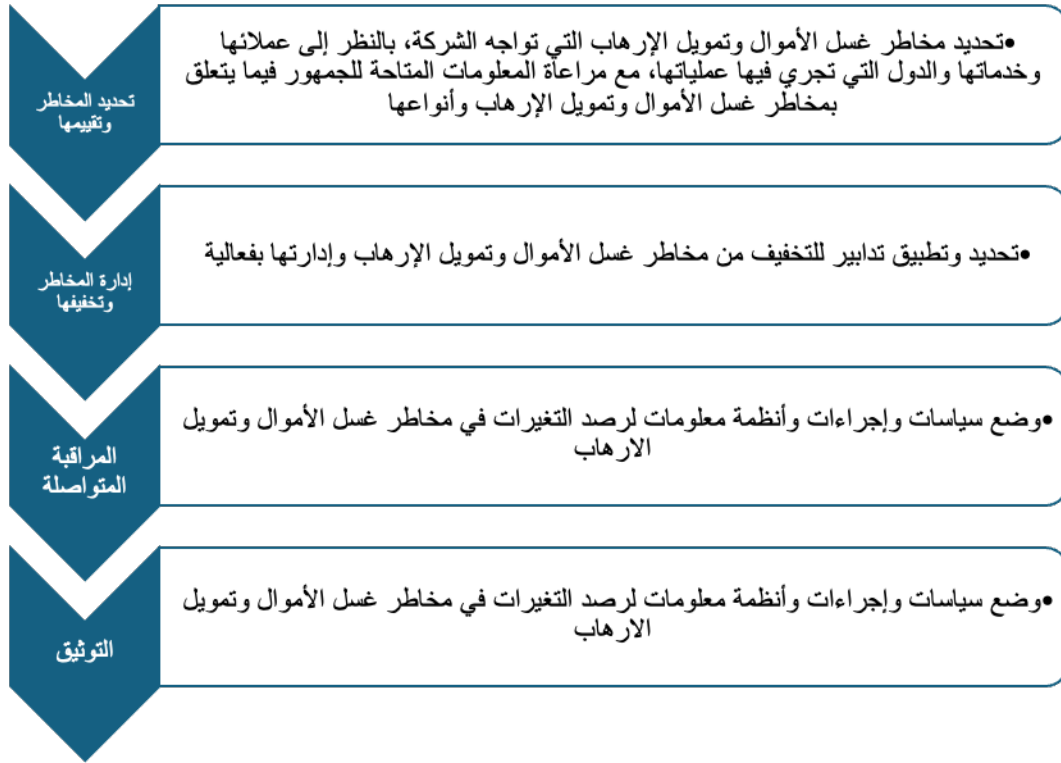 تحديد المخاطر
وتقييمها
•تحديد مخاطر غسل الأموال وتمويل الإرهاب التي تواجه الشركة، بالنظر إلى عملائها
وخدماتها والدول التي تجري فيها عملياتها، مع مراعاة المعلومات المتاحة للجمهور فيما يتعلق
بمخاطر غسل الأموال وتمويل الإرهاب وأنواعها
إدارة المخاطر
وتخفيفها
•تحديد وتطبيق تدابير للتخفيف من مخاطر غسل الأموال وتمويل الإرهاب وإدارتها بفعالية
المراقبة
المتواصلة
•وضع سياسات وإجراءات وأنظمة معلومات لرصد التغيرات في مخاطر غسل الأموال وتمويل
الارهاب
التوثيق
•وضع سياسات وإجراءات وأنظمة معلومات لرصد التغيرات في مخاطر غسل الأموال وتمويل
الارهاب